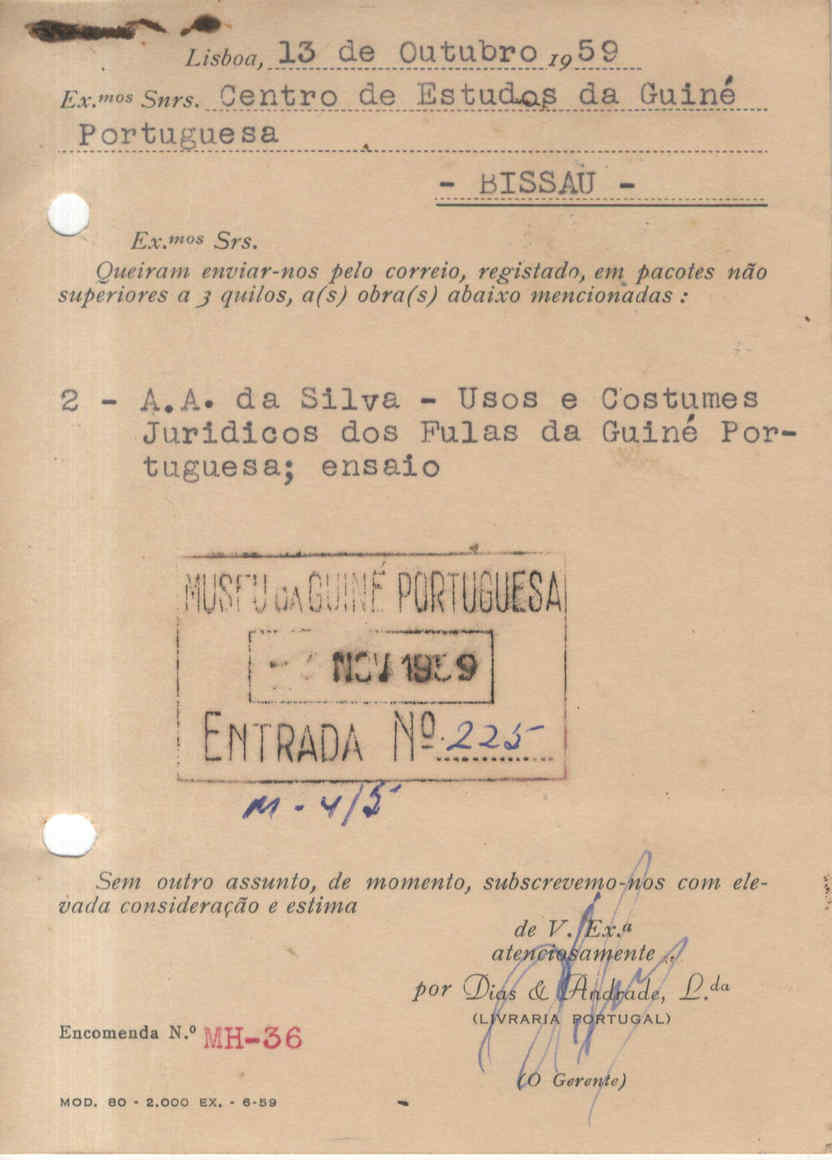 Lisboa, 13 de Outubro 1959
Ex.mos Snrs. Centro de Estudos da Guiné
Portuguesa
- BISSAU -
Ex.mos Srs.
Queiram enviar-nos pelo correio, registado, em pacotes não
superiores a 3 quilos, a(s) obra(s) abaixo mencionadas :
2 - A.A. da Silva - Usos e Costumes
Juridicos dos Fulas da Guiné Por-
tuguesa; ensaio
MUSEU DA GUINÉ PORTUGUESA
NOV 1959
ENTRADA Nº 225
M - 4/5
Sem outro assunto, de momento, subscrevemo-nos com ele-
vada consideração e estima
de V. Ex.a
atenciosamente
por Dias & Andrade, L.da
(LIVRARIA PORTUGAL)
Encomenda N.º MH-36
(O Gerente)
MOD. 80 - 2.000 EX. - 6-59